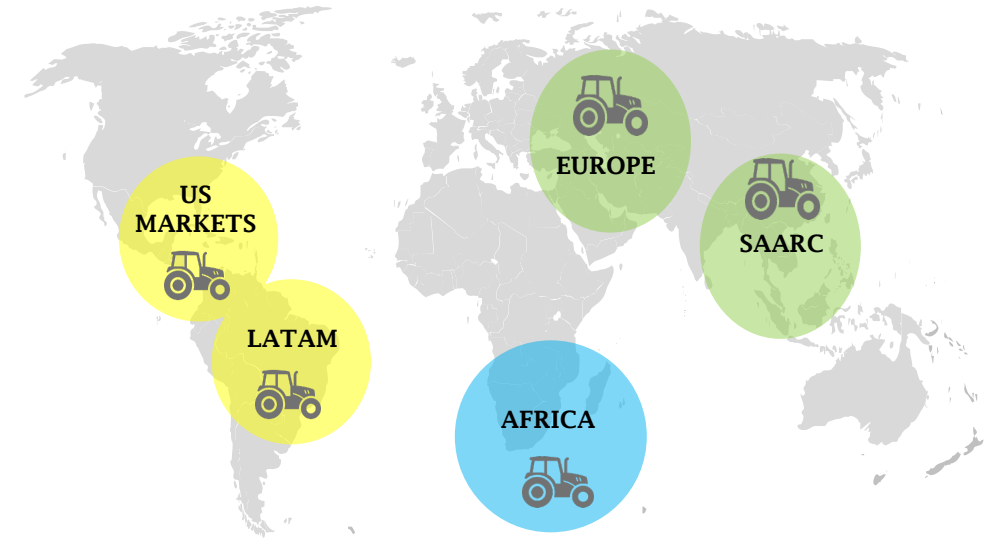 US
MARKETS
LATAM
EUROPE
SAARC
AFRICA